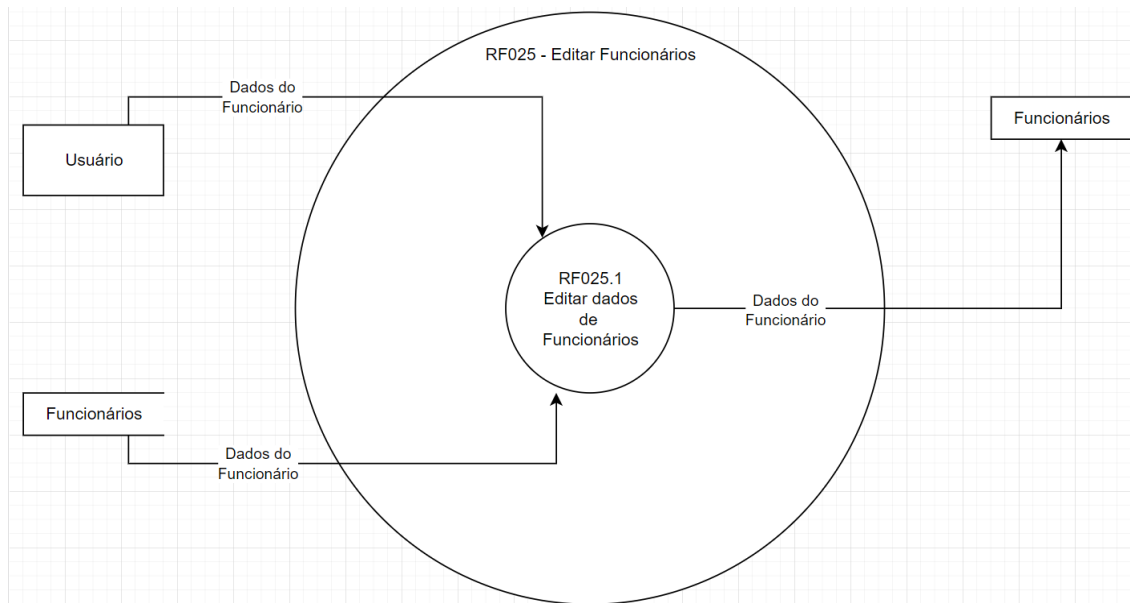 RF025 - Editar Funcionários
Dados do
Funcionário
Usuário
Funcionários
RF025.1
Editar dados
de
Funcionários
Dados do
Funcionário
Funcionários
Dados do
Funcionário